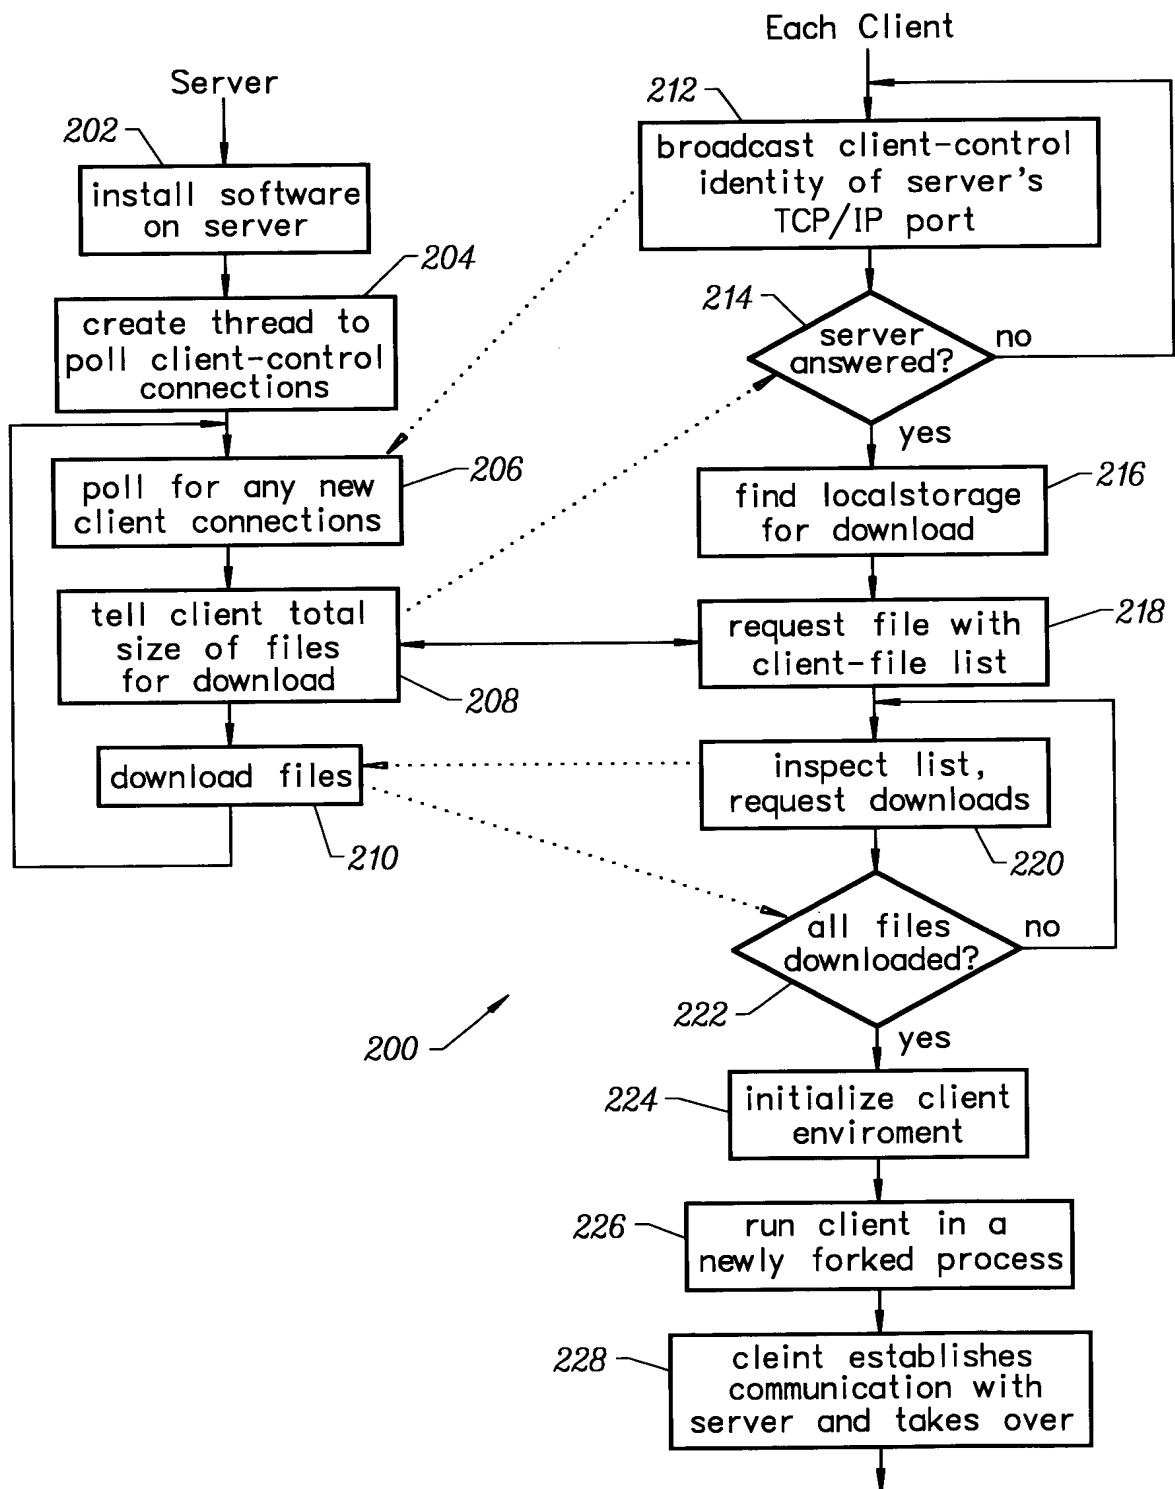 Server
202
install software
on server
204
create thread to
poll client-control
connections
206
poll for any new
client connections
tell client total
size of files
for download
208
download files
210
200
Each Client
212
broadcast client-control
identity of server's
TCP/IP port
214
server
answered?
no
yes
216
find localstorage
for download
218
request file with
client-file list
inspect list,
request downloads
220
all files
downloaded?
no
222
yes
224
initialize client
enviroment
226
run client in a
newly forked process
228
cleint establishes
communication with
server and takes over